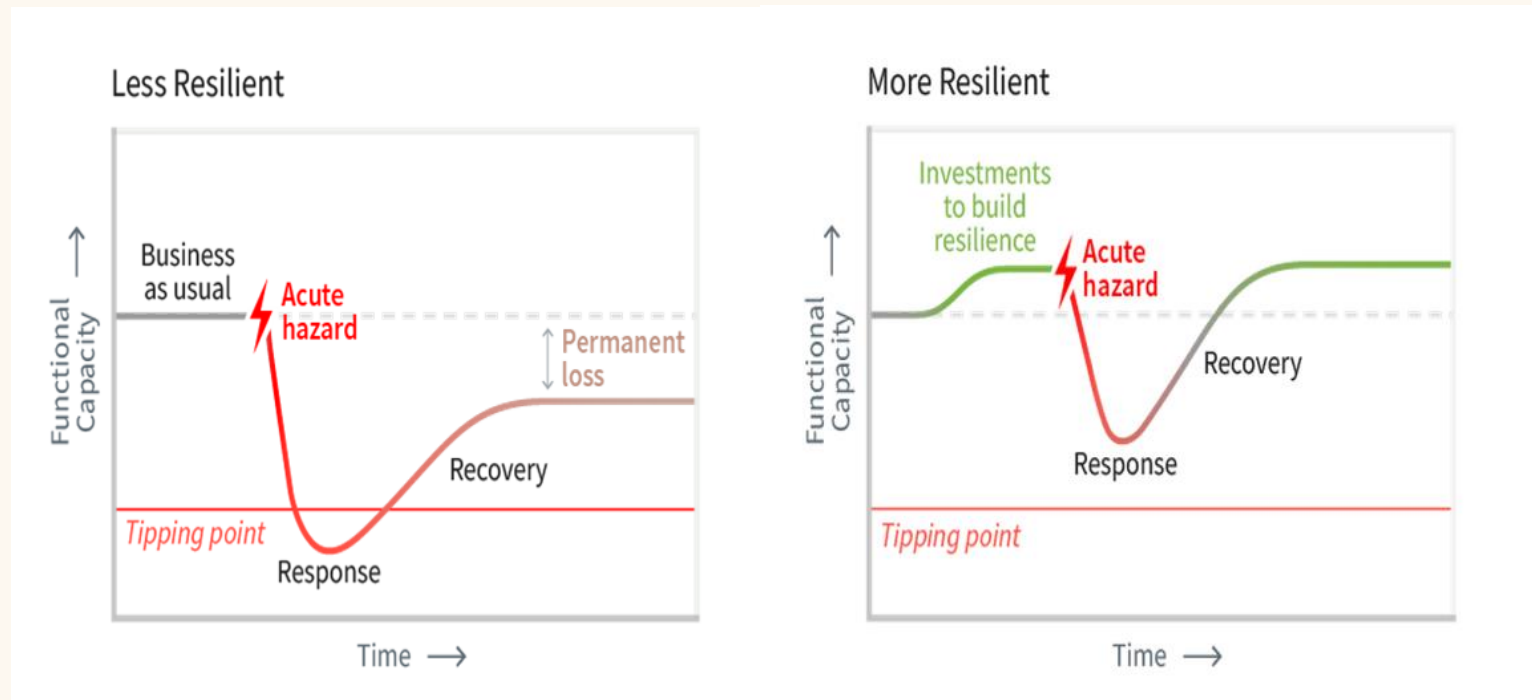 Less Resilient
Business
as usual
Acute
hazard
Permanent
loss
Recovery
Tipping point
Response
Functional
Capacity
Time
More Resilient
Investments
to build
resilience
Acute
hazard
Recovery
Response
Tipping point
Functional
Capacity
Time